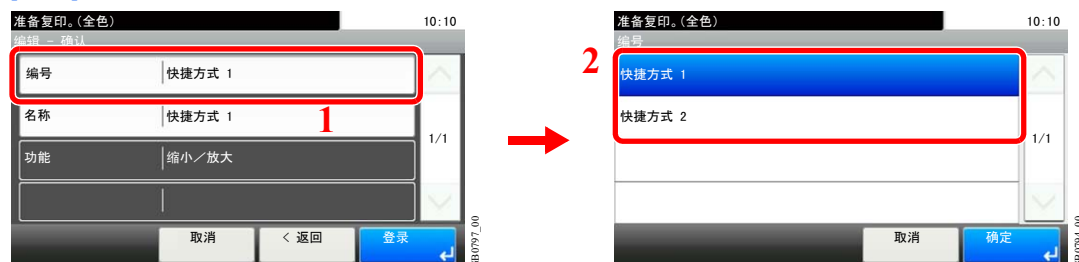 准备复印。(全色)
10:10
编辑 - 确认
编号 快捷方式 1
名称 快捷方式 1
1
1/1
功能 缩小／放大
取消
< 返回
登录
准备复印。(全色)
10:10
编号
2
快捷方式 1
快捷方式 2
1/1
取消
确定